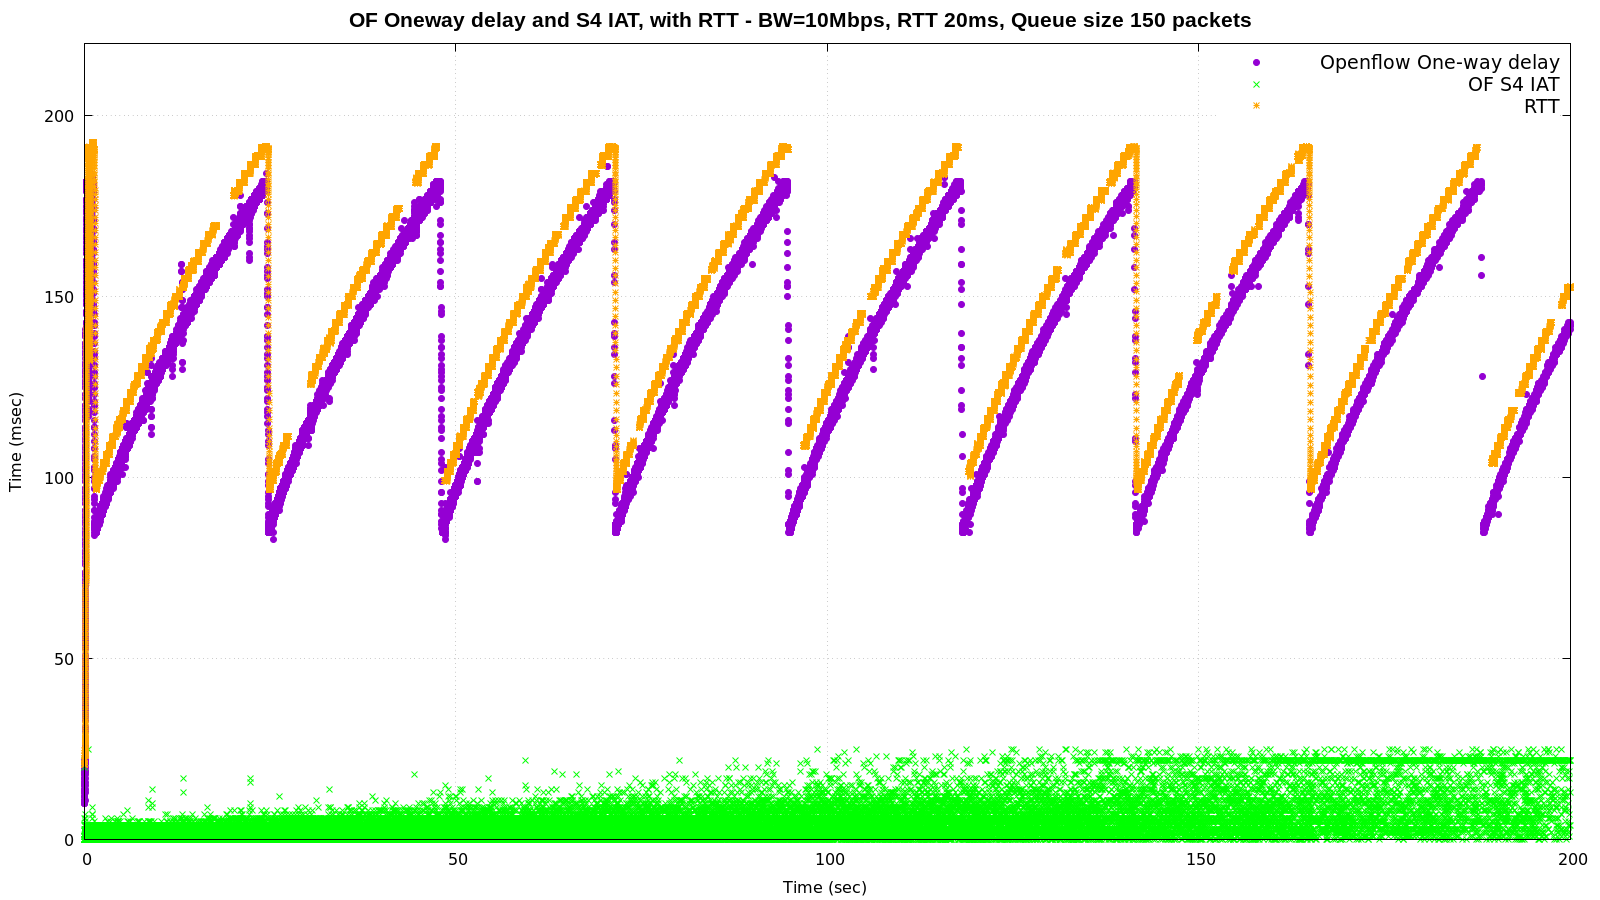 OF Oneway delay and S4 IAT, with RTT - BW=10Mbps, RTT 20ms, Queue size 150 packets
Openflow One-way delay
OF S4 IAT
RTT
Time (msec)
200
150
100
50
0
0 50 100 150 200
Time (sec)